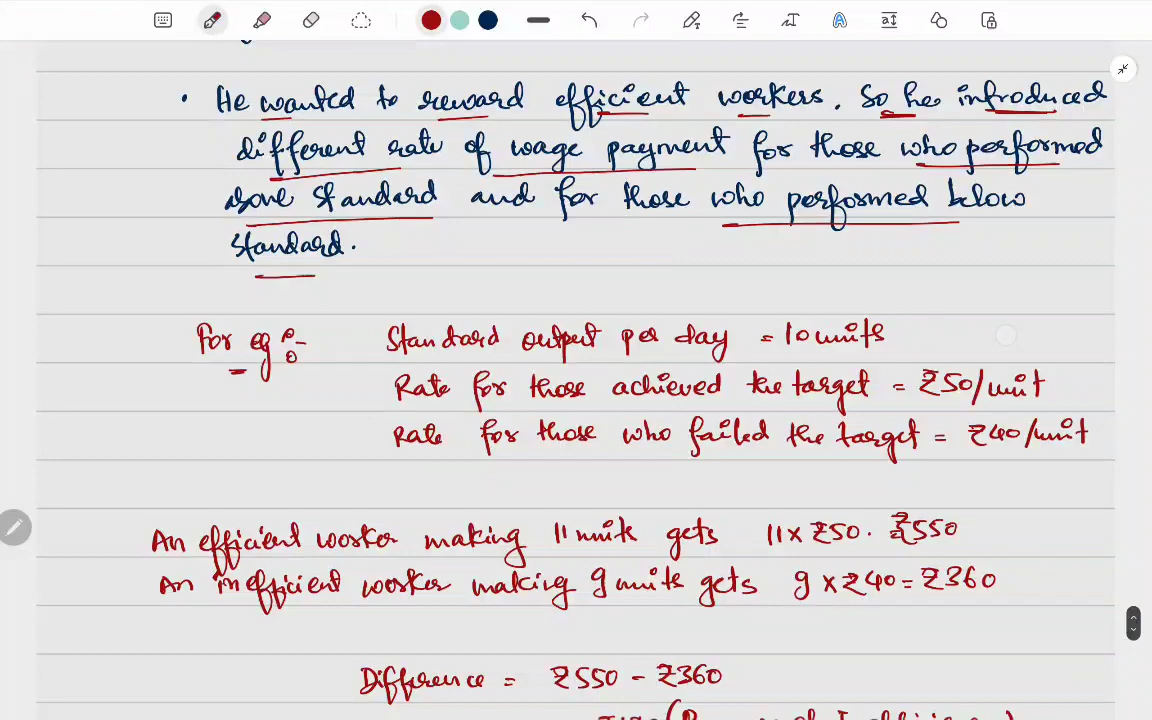 • He wanted to reward efficient workers. So he introduced
different rate of wage payment for those who performed
above standard and for those who performed below
standard.
For eg :- Standard output per day = 10 units
Rate for those achieved the target = ₹50/unit
Rate for those who failed the target = ₹40/unit
An efficient worker making 11 units gets 11 x ₹50 . ₹550
An inefficient worker making 9 units gets 9 x ₹40 = ₹360
Difference = ₹550 - ₹360